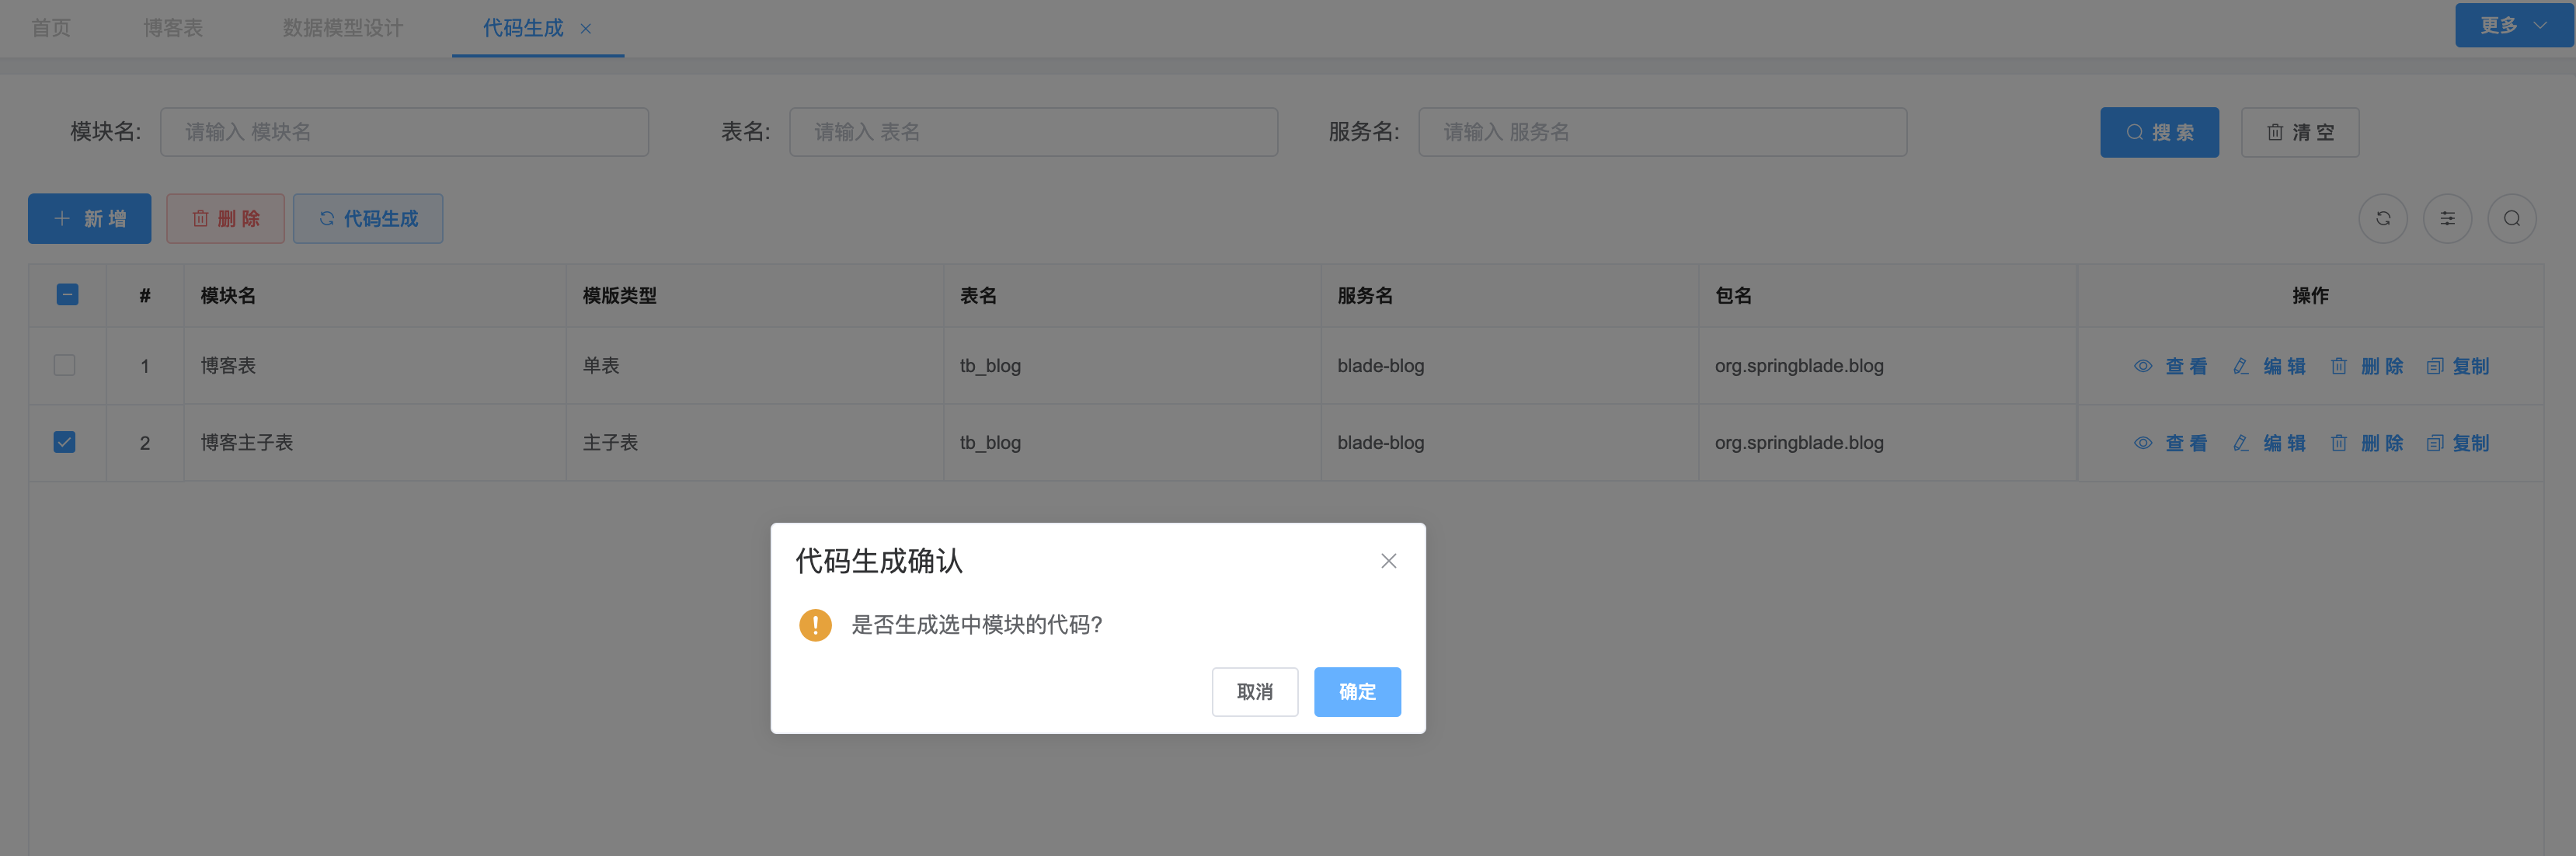 首页 博客表 数据模型设计 代码生成 更多
模块名: 请输入 模块名 表名: 请输入 表名 服务名: 请输入 服务名 搜 索 清 空
新 增 删 除 代码生成
# 模块名 模版类型 表名 服务名 包名 操作
1 博客表 单表 tb_blog blade-blog org.springblade.blog 查 看 编 辑 删 除 复制
2 博客主子表 主子表 tb_blog blade-blog org.springblade.blog 查 看 编 辑 删 除 复制
代码生成确认
是否生成选中模块的代码?
取消 确定